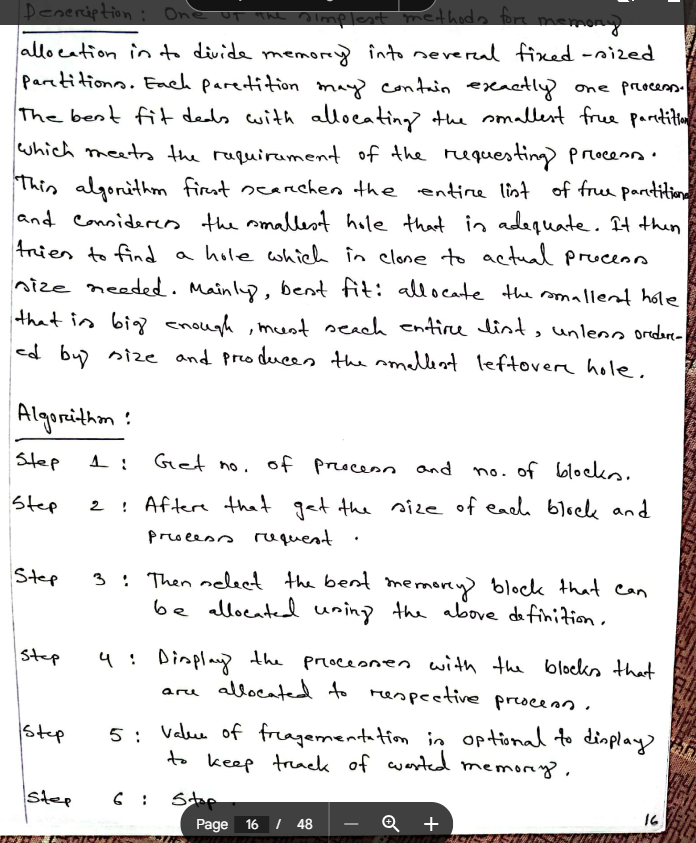 Description: One of the simplest methods for memory
allocation is to divide memory into several fixed-sized
partitions. Each partition may contain exactly one process.
The best fit deals with allocating the smallest free partition
which meets the requirement of the requesting process.
This algorithm first searches the entire list of free partitions
and considers the smallest hole that is adequate. It then
tries to find a hole which is close to actual process
size needed. Mainly, best fit: allocate the smallest hole
that is big enough, must seach entire list, unless order-
ed by size and produces the smallest leftover hole.
Algorithm:
Step 1: Get no. of process and no. of blocks.
Step 2: After that get the size of each block and
process request.
Step 3: Then select the best memory block that can
be allocated using the above definition.
Step 4: Display the processes with the blocks that
are allocated to respective process.
Step 5: Value of fragementation is optional to display
to keep track of wasted memory.
Step 6: Stop.
16
Page 16 / 48 — +